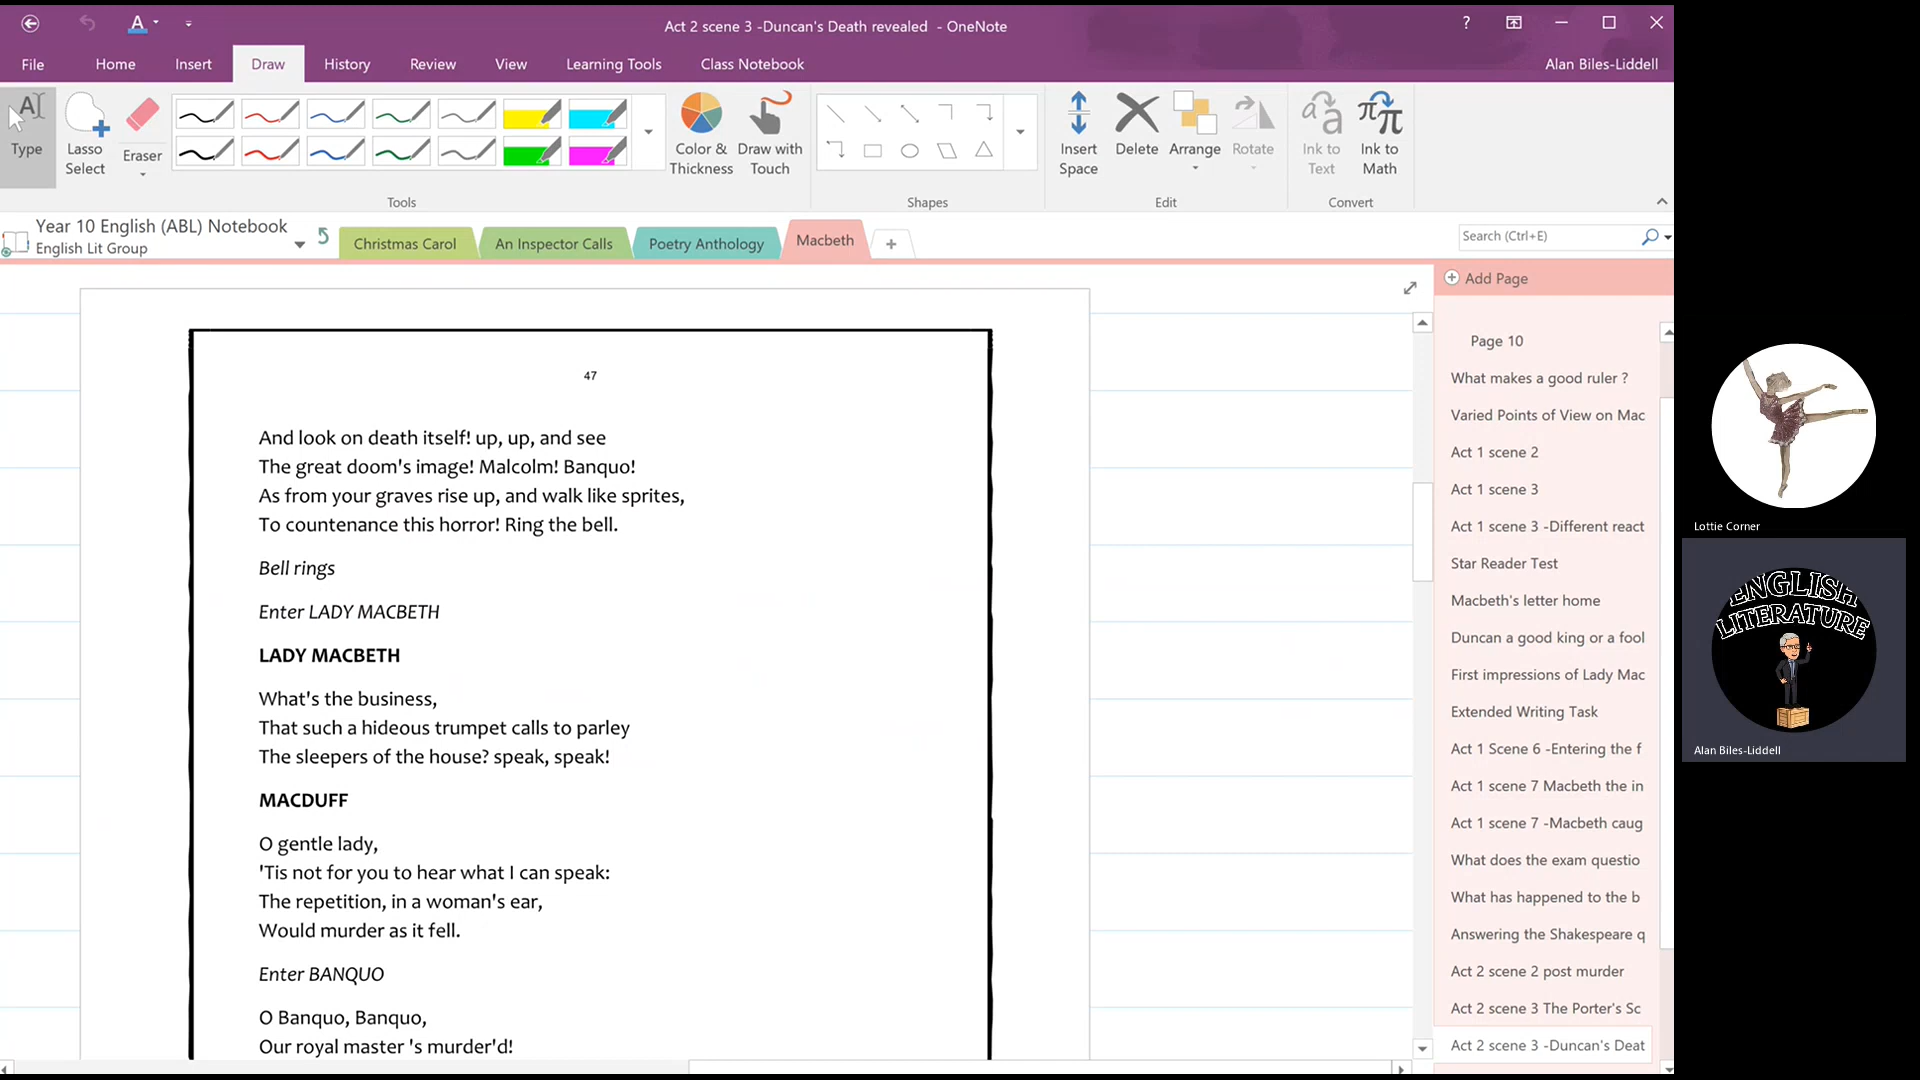 Act 2 scene 3 -Duncan's Death revealed - OneNote
?
File
Home
Insert
Draw
History
Review
View
Learning Tools
Class Notebook
Alan Biles-Liddell
Type
Lasso
Select
Eraser
Color &
Thickness
Draw with
Touch
Insert
Space
Delete
Arrange
Rotate
Ink to
Text
Ink to
Math
Tools
Shapes
Edit
Convert
Year 10 English (ABL) Notebook
English Lit Group
Christmas Carol
An Inspector Calls
Poetry Anthology
Macbeth
Search (Ctrl+E)
47
And look on death itself! up, up, and see
The great doom's image! Malcolm! Banquo!
As from your graves rise up, and walk like sprites,
To countenance this horror! Ring the bell.
Bell rings
Enter LADY MACBETH
LADY MACBETH
What's the business,
That such a hideous trumpet calls to parley
The sleepers of the house? speak, speak!
MACDUFF
O gentle lady,
'Tis not for you to hear what I can speak:
The repetition, in a woman's ear,
Would murder as it fell.
Enter BANQUO
O Banquo, Banquo,
Our royal master 's murder'd!
Add Page
Page 10
What makes a good ruler ?
Varied Points of View on Mac
Act 1 scene 2
Act 1 scene 3
Act 1 scene 3 -Different react
Star Reader Test
Macbeth's letter home
Duncan a good king or a fool
First impressions of Lady Mac
Extended Writing Task
Act 1 Scene 6 -Entering the f
Act 1 scene 7 Macbeth the in
Act 1 scene 7 -Macbeth caug
What does the exam questio
What has happened to the b
Answering the Shakespeare q
Act 2 scene 2 post murder
Act 2 scene 3 The Porter's Sc
Act 2 scene 3 -Duncan's Deat
Lottie Corner
ENGLISH
LITERATURE
Alan Biles-Liddell